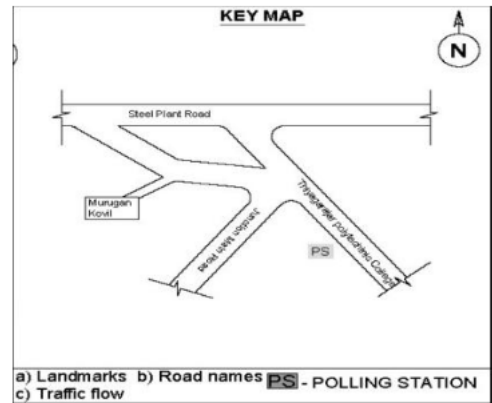 KEY MAP
N
Steel Plant Road
Murugan
Kovil
Junction Main Road
Thiyagarajar polytechnic College
PS
a) Landmarks b) Road names PS - POLLING STATION
c) Traffic flow